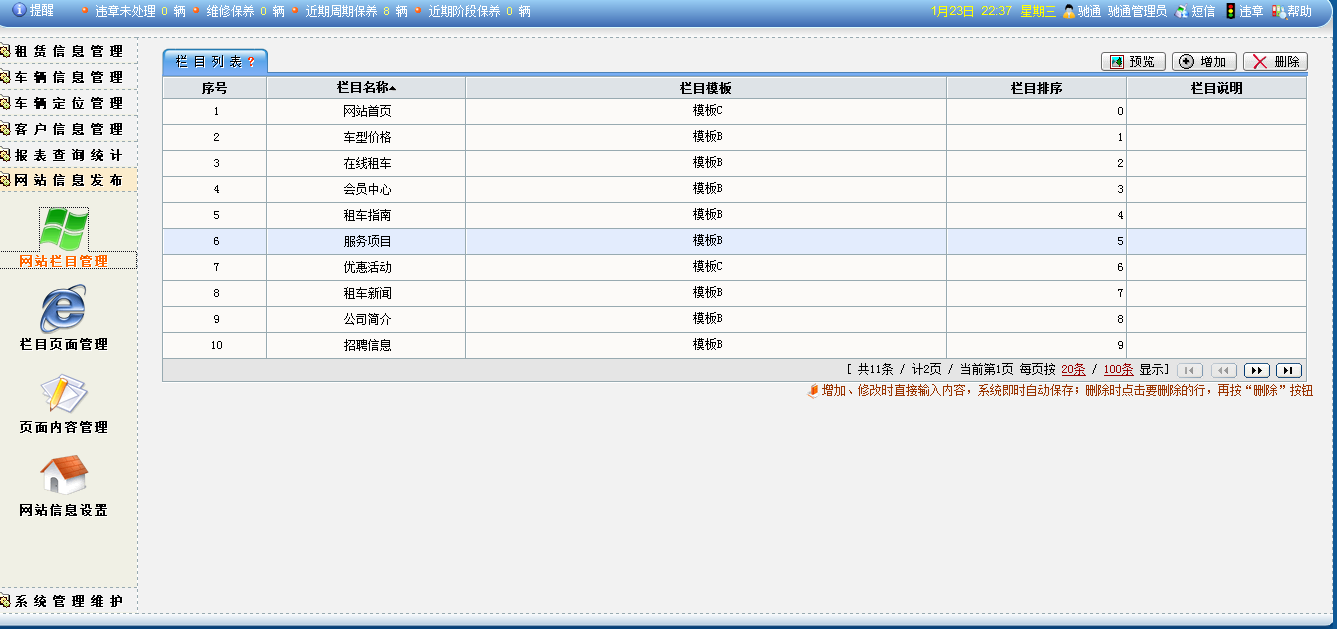 提醒 违章未处理 0 辆 维修保养 0 辆 近期周期保养 8 辆 近期阶段保养 0 辆 1月23日 22:37 星期三 驰通 驰通管理员 短信 违章 帮助
租赁信息管理
车辆信息管理
车辆定位管理
客户信息管理
报表查询统计
网站信息发布
网站栏目管理
栏目页面管理
页面内容管理
网站信息设置
系统管理维护
栏目列表? 预览 增加 删除
序号 栏目名称 栏目模板 栏目排序 栏目说明
1 网站首页 模板C 0
2 车型价格 模板B 1
3 在线租车 模板B 2
4 会员中心 模板B 3
5 租车指南 模板B 4
6 服务项目 模板B 5
7 优惠活动 模板C 6
8 租车新闻 模板B 7
9 公司简介 模板B 8
10 招聘信息 模板B 9
[ 共11条 / 计2页 / 当前第1页 每页按 20条 / 100条 显示]
增加、修改时直接输入内容，系统即时自动保存；删除时点击要删除的行，再按“删除”按钮